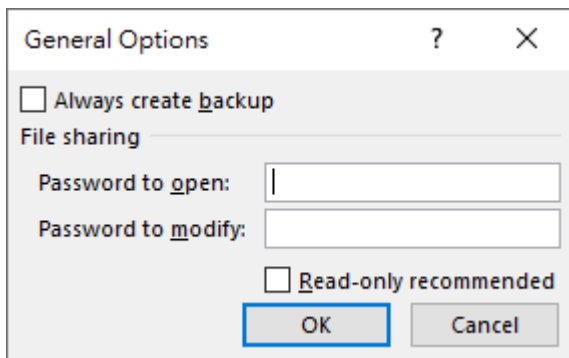 General Options ?
Always create backup
File sharing
Password to open:
Password to modify:
Read-only recommended
OK Cancel